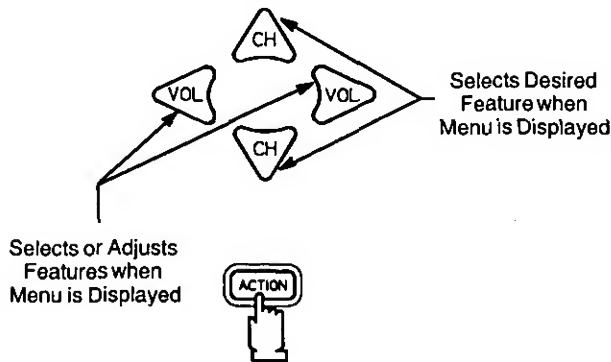 CH
VOL
VOL
CH
Selects Desired
Feature when
Menu is Displayed
Selects or Adjusts
Features when
Menu is Displayed
ACTION